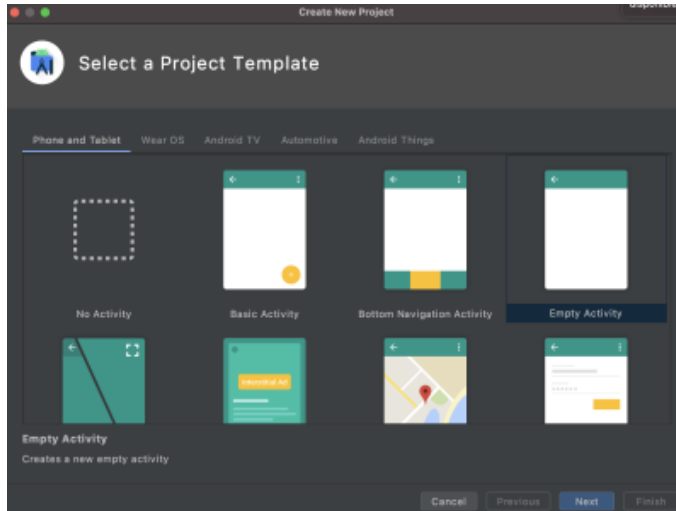 Create New Project
Select a Project Template
Phone and Tablet Wear OS Android TV Automotive Android Things
No Activity Basic Activity Bottom Navigation Activity Empty Activity
Interstitial Ad
Empty Activity
Creates a new empty activity
Cancel Previous Next Finish